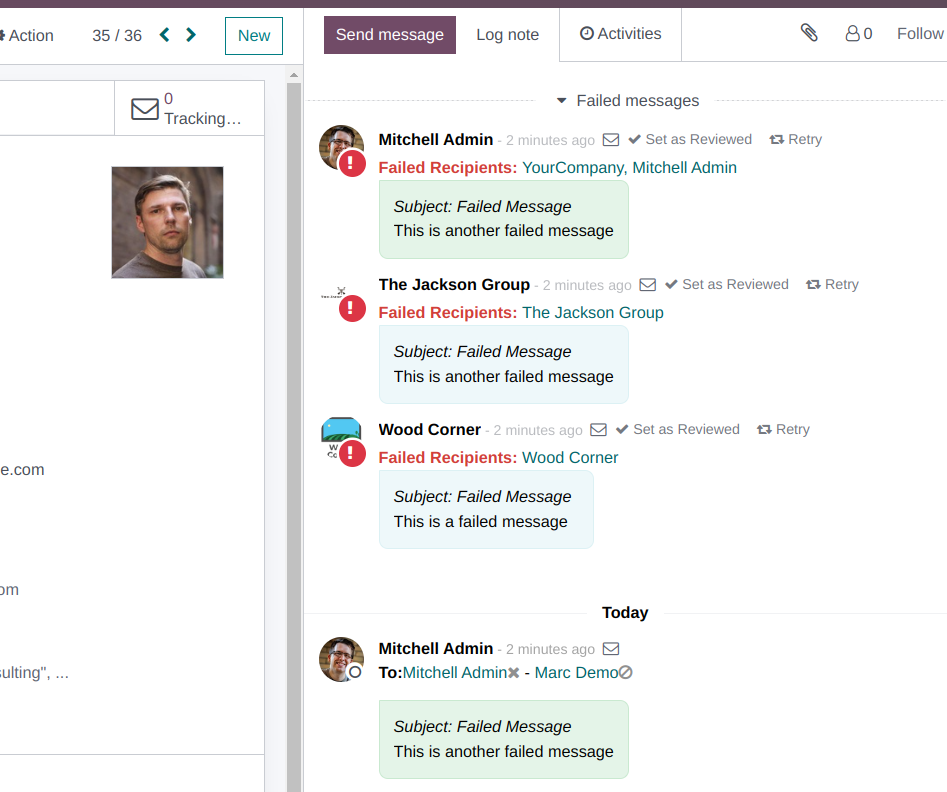 Action
35 / 36
New
Send message
Log note
Activities
0
Follow
0
Tracking...
e.com
om
ulting", ...
Failed messages
Mitchell Admin - 2 minutes ago Set as Reviewed Retry
Failed Recipients: YourCompany, Mitchell Admin
Subject: Failed Message
This is another failed message
The Jackson Group - 2 minutes ago Set as Reviewed Retry
Failed Recipients: The Jackson Group
Subject: Failed Message
This is another failed message
Wood Corner - 2 minutes ago Set as Reviewed Retry
Failed Recipients: Wood Corner
Subject: Failed Message
This is a failed message
Today
Mitchell Admin - 2 minutes ago
To:Mitchell Admin - Marc Demo
Subject: Failed Message
This is another failed message